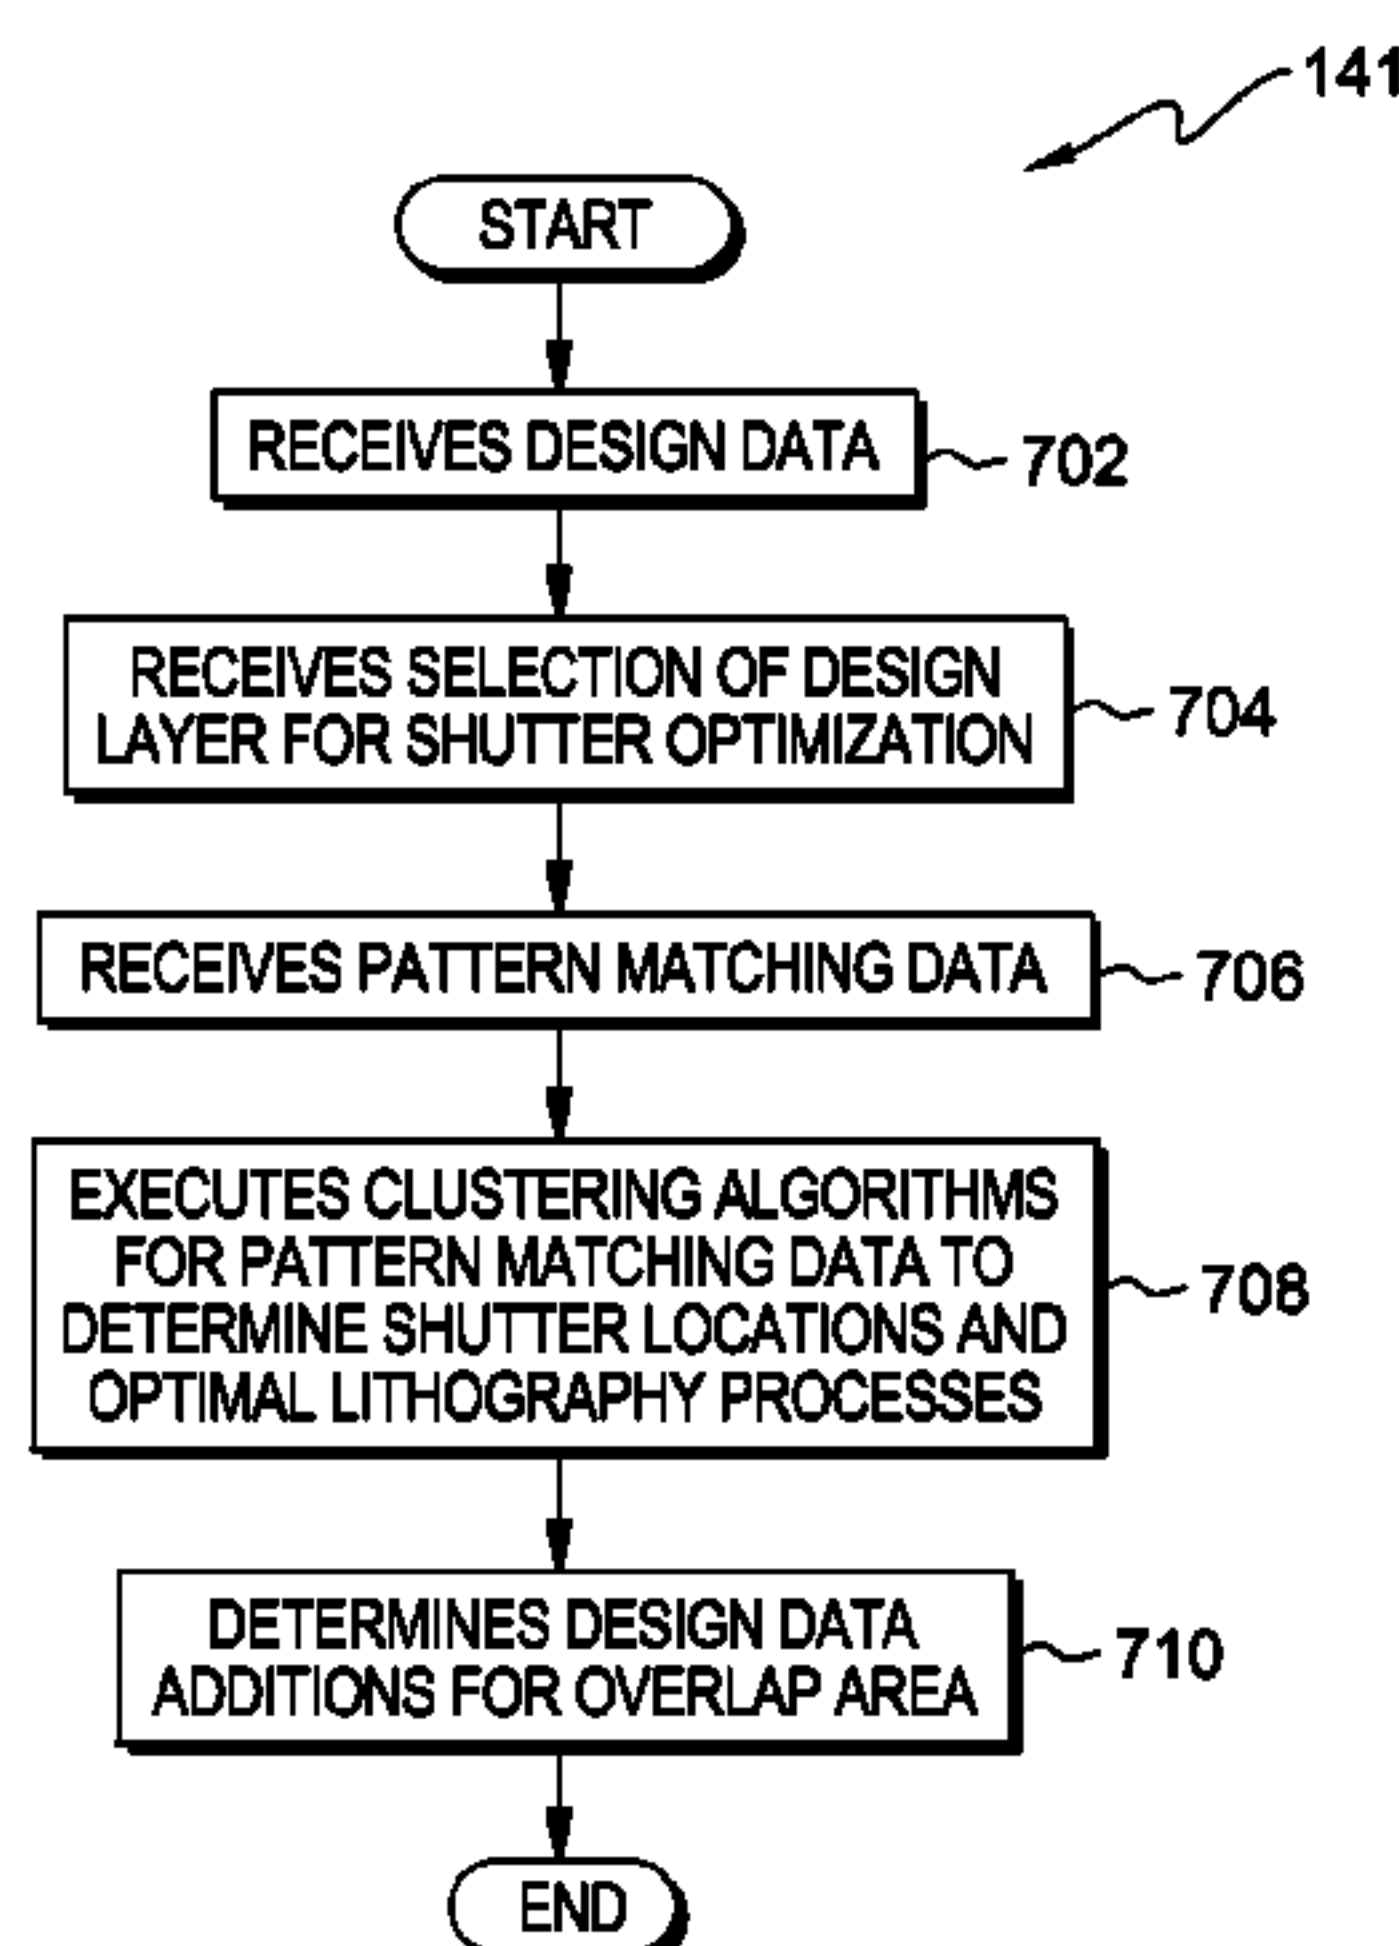 141
START
RECEIVES DESIGN DATA
702
RECEIVES SELECTION OF DESIGN
LAYER FOR SHUTTER OPTIMIZATION
704
RECEIVES PATTERN MATCHING DATA
706
EXECUTES CLUSTERING ALGORITHMS
FOR PATTERN MATCHING DATA TO
DETERMINE SHUTTER LOCATIONS AND
OPTIMAL LITHOGRAPHY PROCESSES
708
DETERMINES DESIGN DATA
ADDITIONS FOR OVERLAP AREA
710
END